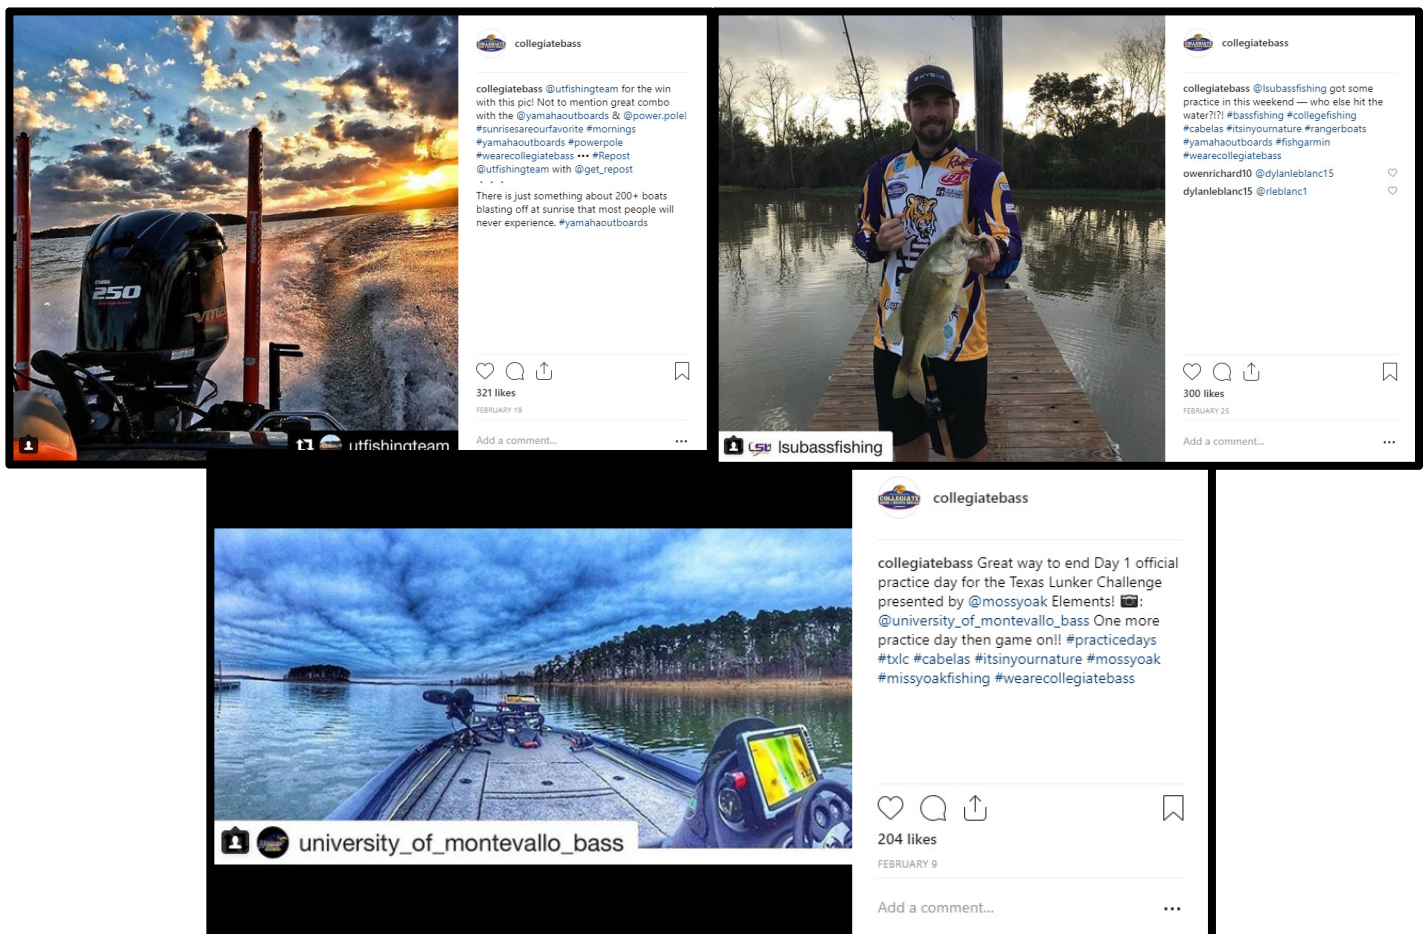 collegiatebass
collegiatebass @utfishingteam for the win
with this pic! Not to mention great combo
with the @yamahaoutboards & @power.pole!
#sunrisesareourfavorite #mornings
#yamahaoutboards #powerpole
#wearecollegiatebass ••• #Repost
@utfishingteam with @get_repost
・・・
There is just something about 200+ boats
blasting off at sunrise that most people will
never experience. #yamahaoutboards
321 likes
FEBRUARY 19
Add a comment...
YAMAHA
250
VMA
utfishingteam
collegiatebass
collegiatebass @lsubassfishing got some
practice in this weekend — who else hit the
water?!?! #bassfishing #collegefishing
#cabelas #itsinyournature #rangerboats
#yamahaoutboards #fishgarmin
#wearecollegiatebass
owenrichard10 @dylanleblanc15
dylanleblanc15 @rleblanc1
300 likes
FEBRUARY 25
Add a comment...
Ranger
FLW
LSU lsubassfishing
COLLEGIATE
collegiatebass
collegiatebass Great way to end Day 1 official
practice day for the Texas Lunker Challenge
presented by @mossyoak Elements! 📷:
@university_of_montevallo_bass One more
practice day then game on!! #practicedays
#txlc #cabelas #itsinyournature #mossyoak
#missyoakfishing #wearecollegiatebass
204 likes
FEBRUARY 9
Add a comment...
university_of_montevallo_bass